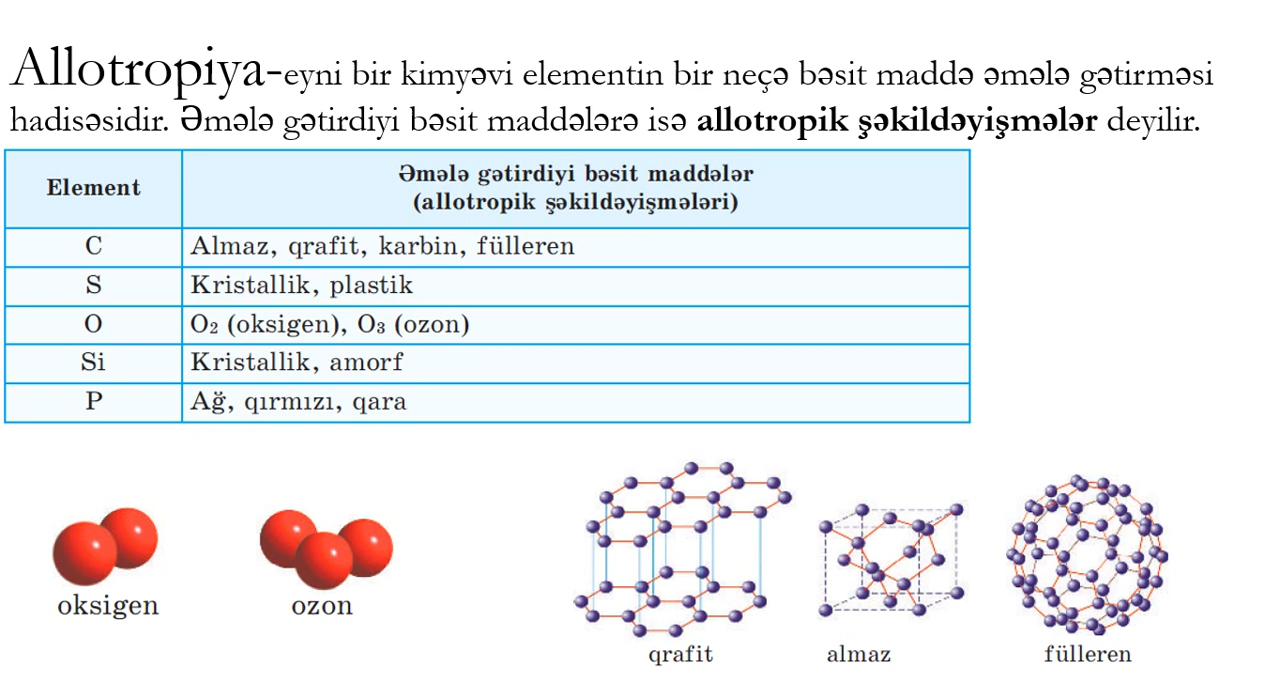 Allotropiya-eyni bir kimyəvi elementin bir neçə bəsit maddə əmələ gətirməsi
hadisəsidir. Əmələ gətirdiyi bəsit maddələrə isə allotropik şəkildəyişmələr deyilir.
Element
Əmələ gətirdiyi bəsit maddələr
(allotropik şəkildəyişmələri)
C
Almaz, qrafit, karbin, fülleren
S
Kristallik, plastik
O
O₂ (oksigen), O₃ (ozon)
Si
Kristallik, amorf
P
Ağ, qırmızı, qara
oksigen
ozon
qrafit
almaz
fülleren